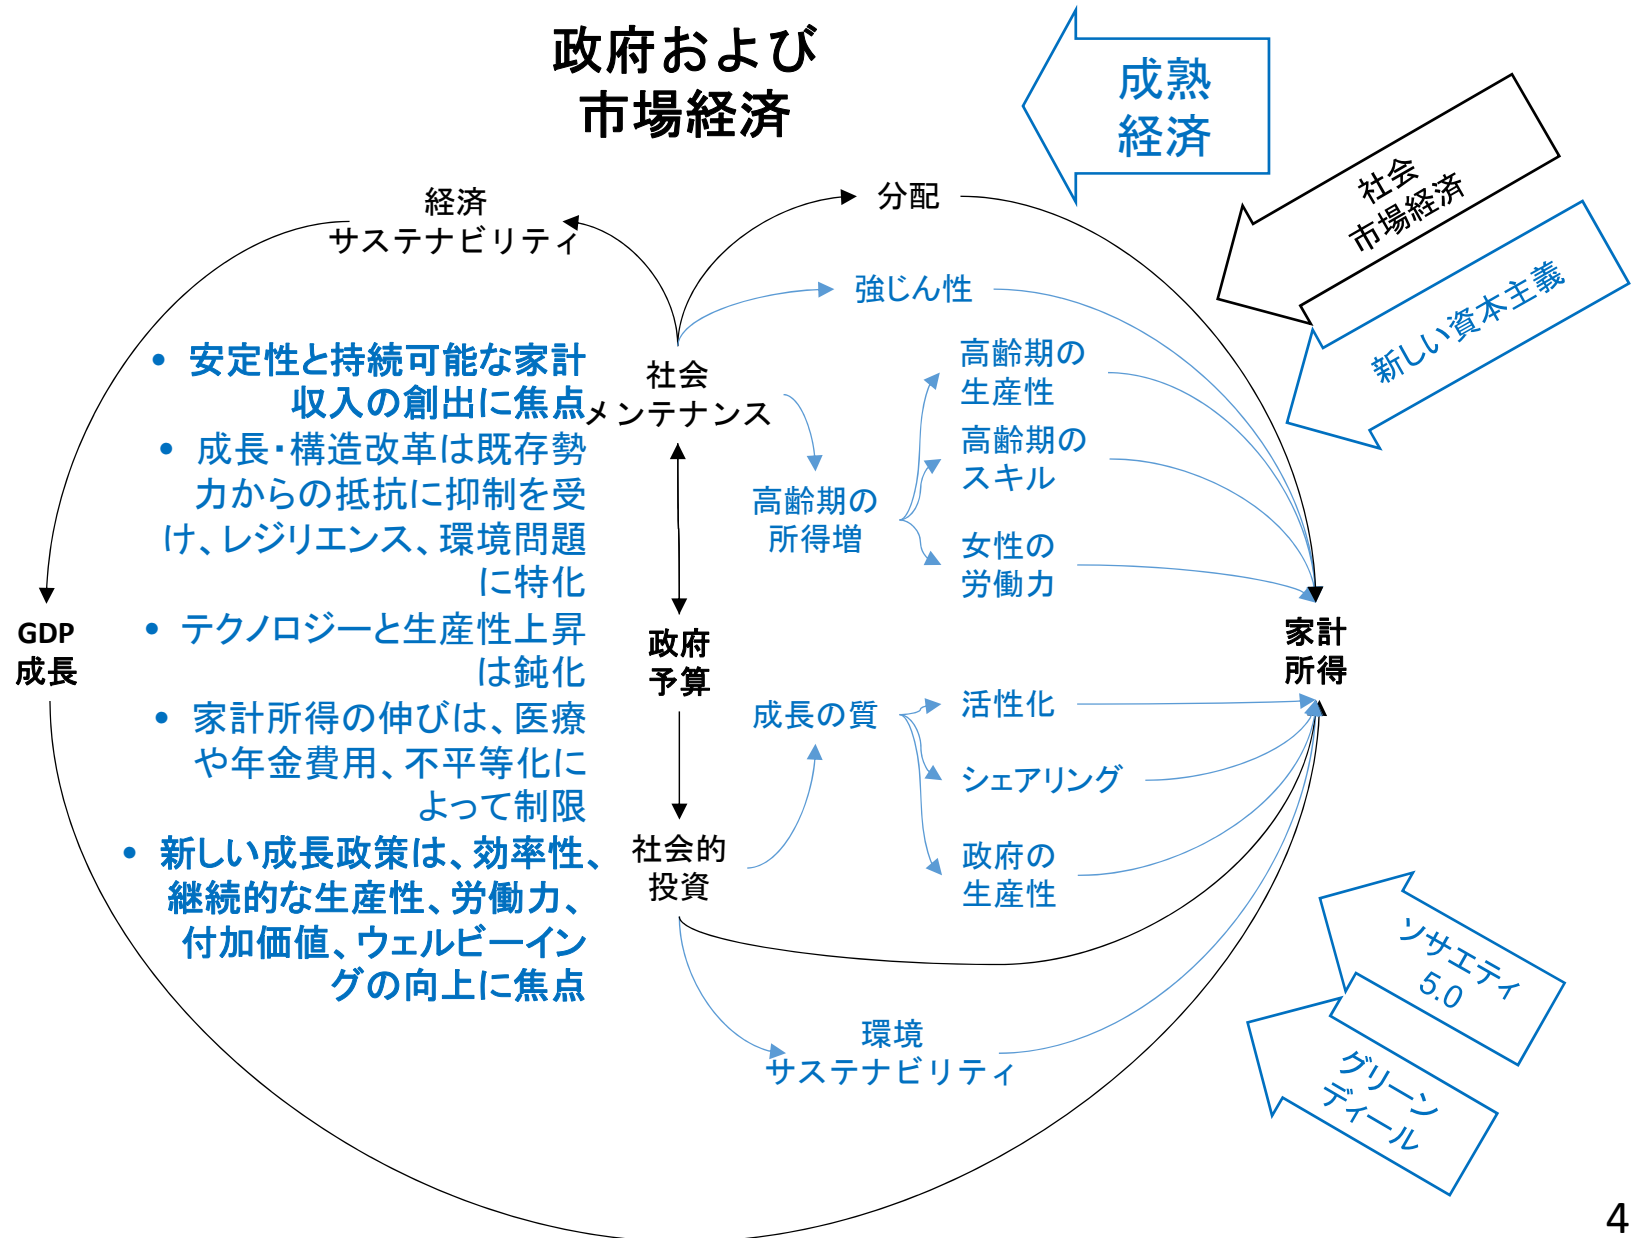 政府および
市場経済
成熟
経済
社会
市場経済
新しい資本主義
経済
サステナビリティ
分配
強じん性
• 安定性と持続可能な家計
収入の創出に焦点
• 成長・構造改革は既存勢
力からの抵抗に抑制を受
け、レジリエンス、環境問題
に特化
• テクノロジーと生産性上昇
は鈍化
• 家計所得の伸びは、医療
や年金費用、不平等化に
よって制限
• 新しい成長政策は、効率性、
継続的な生産性、労働力、
付加価値、ウェルビーイン
グの向上に焦点
社会
メンテナンス
高齢期の
生産性
高齢期の
スキル
高齢期の
所得増
女性の
労働力
GDP
成長
政府
予算
家計
所得
成長の質
活性化
シェアリング
社会的
投資
政府の
生産性
環境
サステナビリティ
ソサエティ
5.0
グリーン
ディール
4